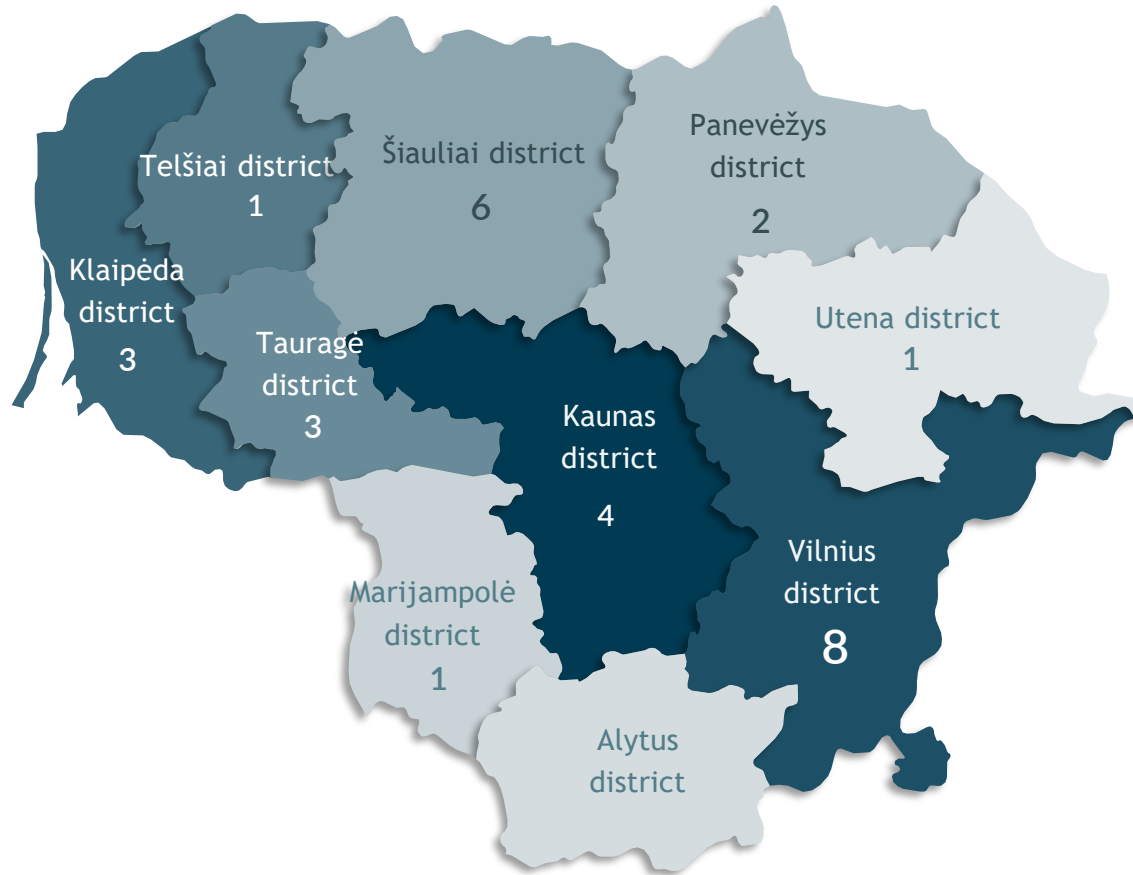 Telšiai district
1
Šiauliai district
6
Panevėžys
district
2
Klaipėda
district
3
Tauragė
district
3
Utena district
1
Kaunas
district
4
Vilnius
district
8
Marijampolė
district
1
Alytus
district